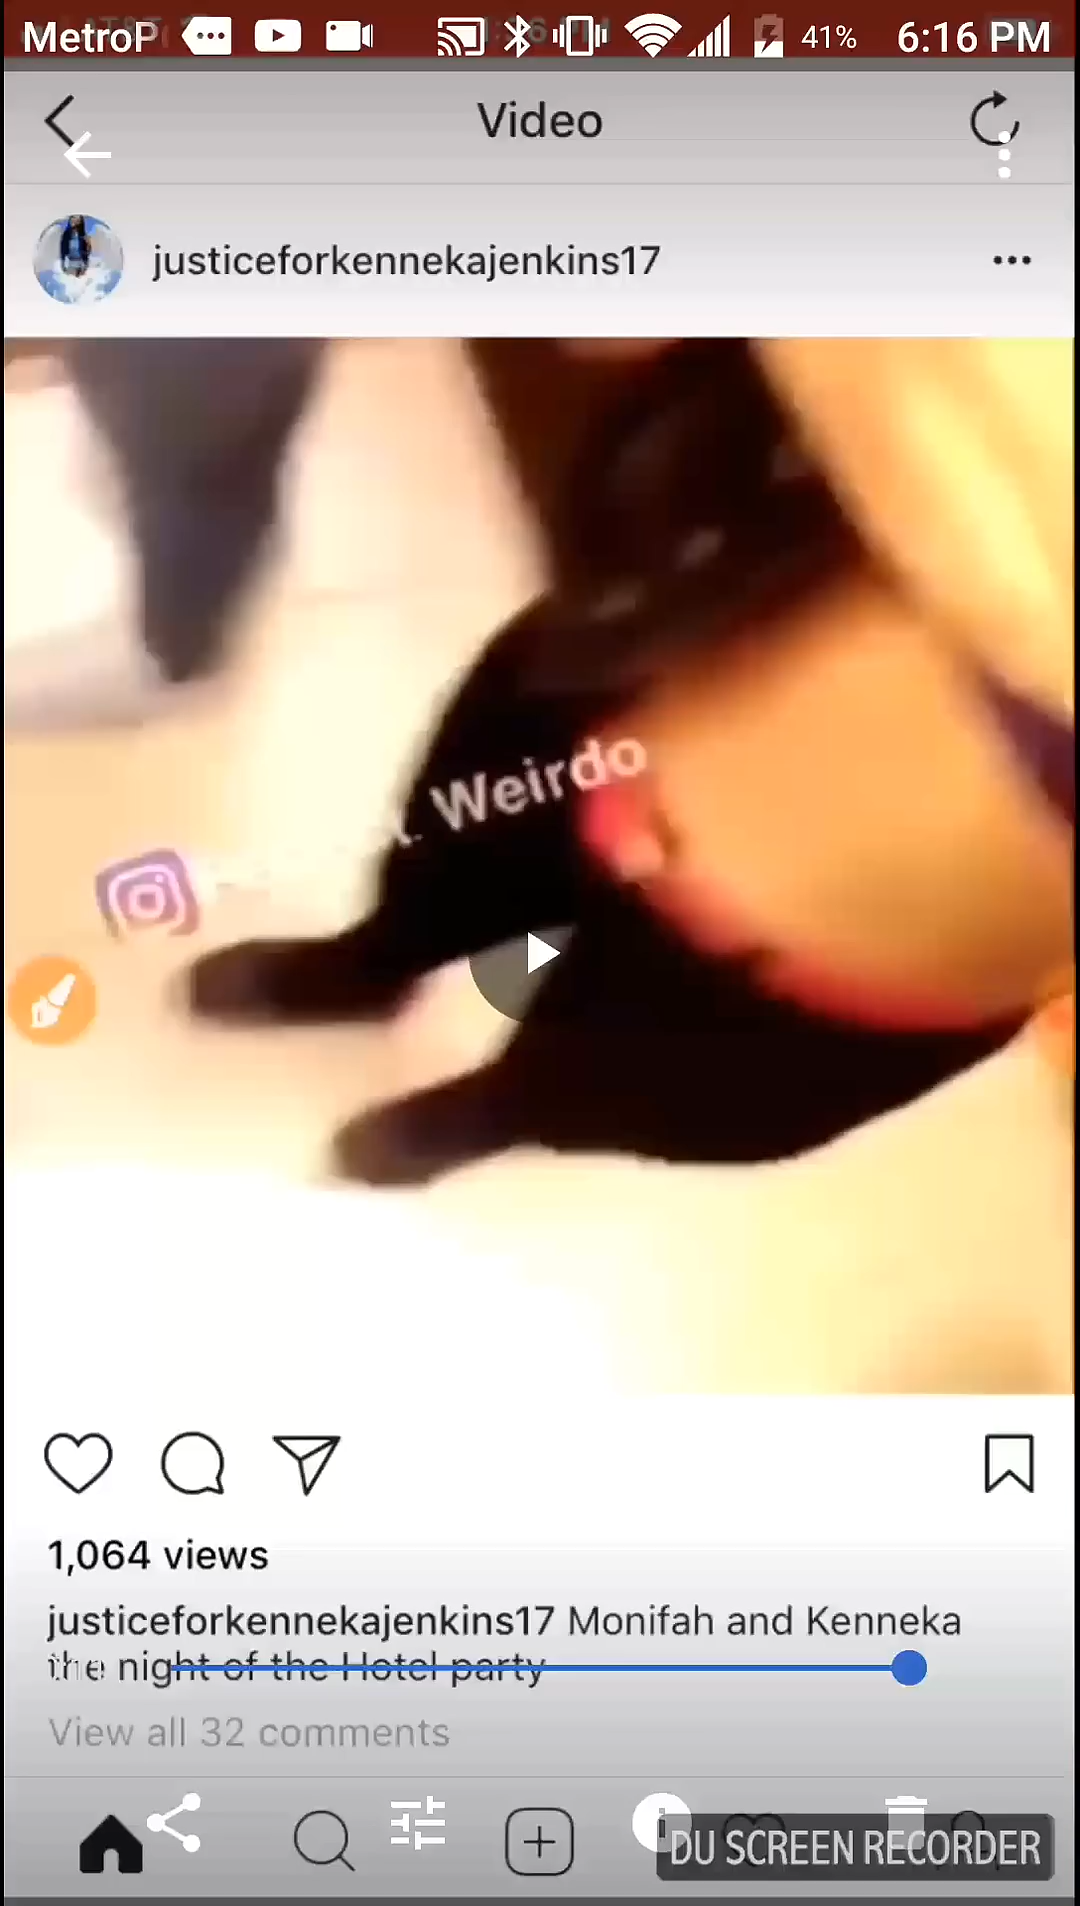 MetroP
41%
6:16 PM
Video
justiceforkennekajenkins17
Weirdo
1,064 views
justiceforkennekajenkins17 Monifah and Kenneka
the night of the Hotel party
View all 32 comments
DU SCREEN RECORDER